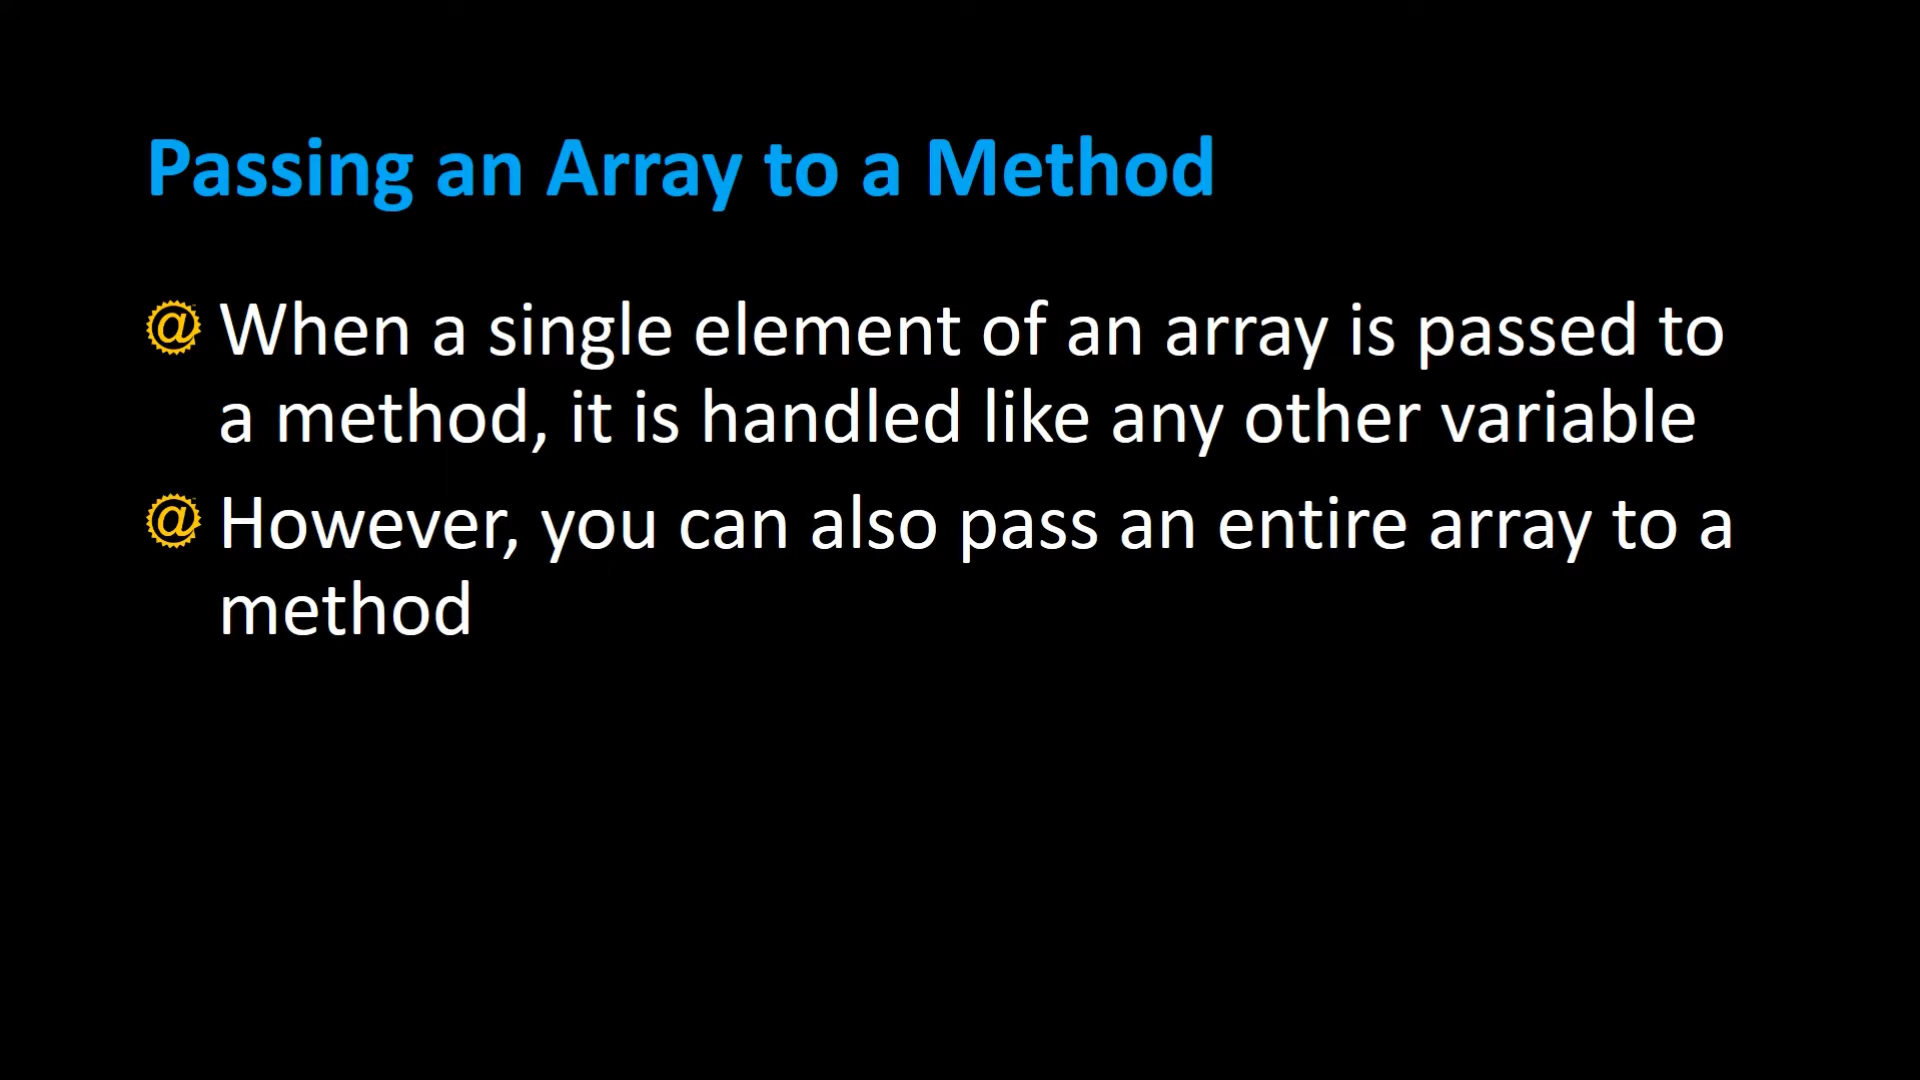 Passing an Array to a Method
@ When a single element of an array is passed to
a method, it is handled like any other variable
@ However, you can also pass an entire array to a
method